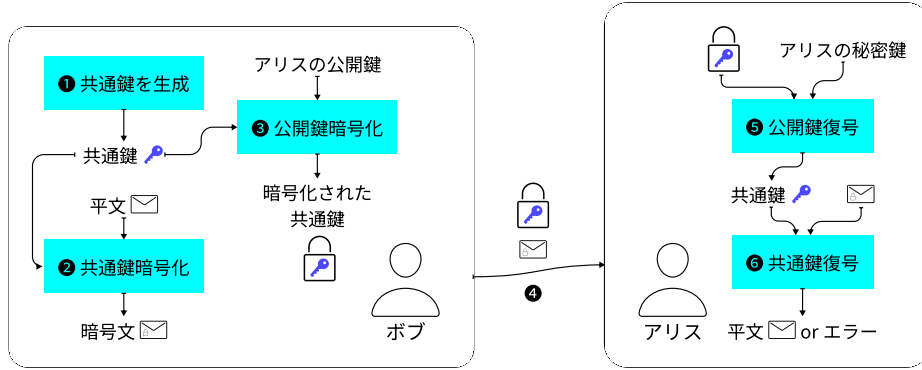 ❶ 共通鍵を生成
アリスの公開鍵
❸ 公開鍵暗号化
共通鍵
平文
暗号化された
共通鍵
❷ 共通鍵暗号化
暗号文
ボブ
❹
アリスの秘密鍵
❺ 公開鍵復号
共通鍵
❻ 共通鍵復号
アリス
平文 or エラー